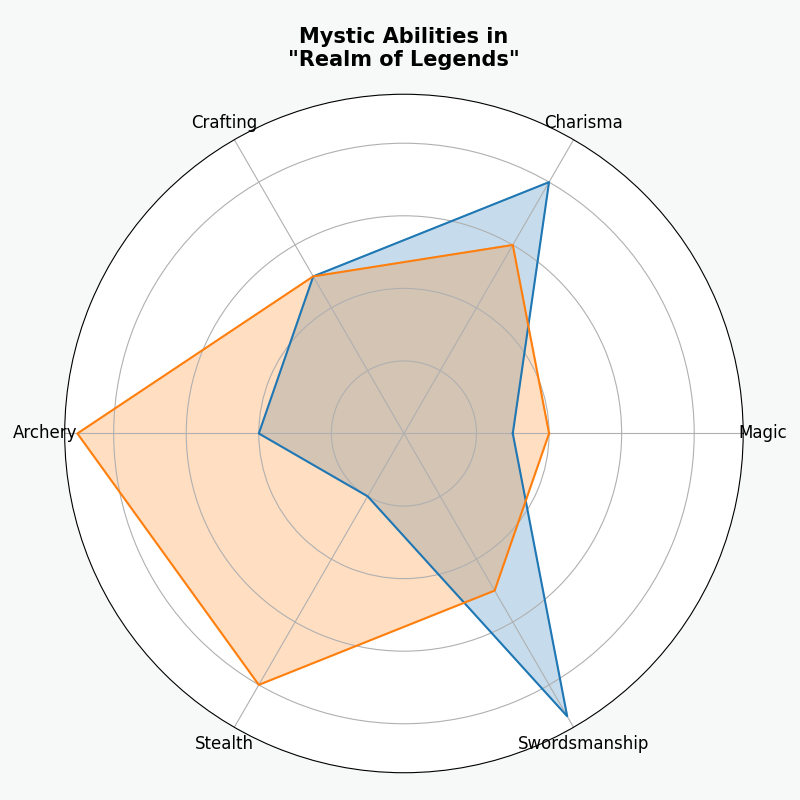 Mystic Abilities in
"Realm of Legends"
Crafting
Charisma
Archery
Magic
Stealth
Swordsmanship